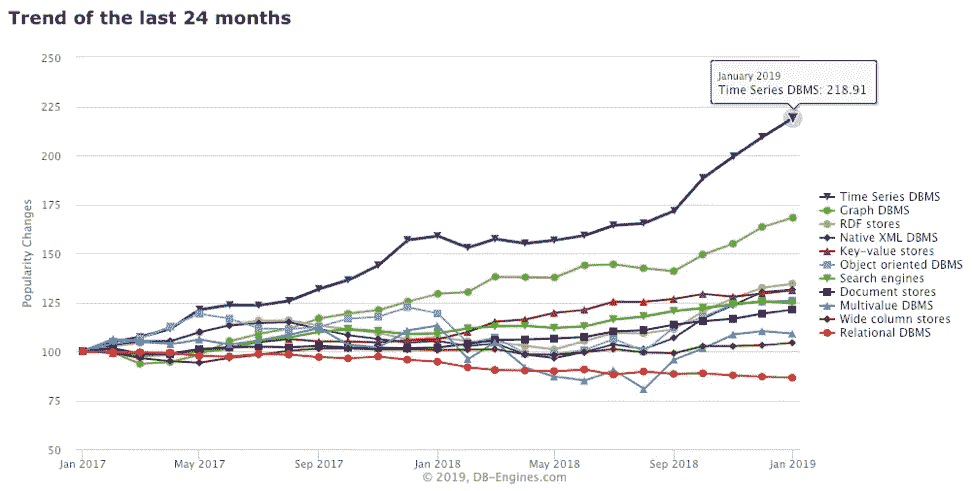 Trend of the last 24 months
250
225
200
175
150
125
100
75
50
Popularity Changes
January 2019
Time Series DBMS: 218.91
Time Series DBMS
Graph DBMS
RDF stores
Native XML DBMS
Key-value stores
Object oriented DBMS
Search engines
Document stores
Multivalue DBMS
Wide column stores
Relational DBMS
Jan 2017
May 2017
Sep 2017
Jan 2018
May 2018
Sep 2018
Jan 2019
© 2019, DB-Engines.com